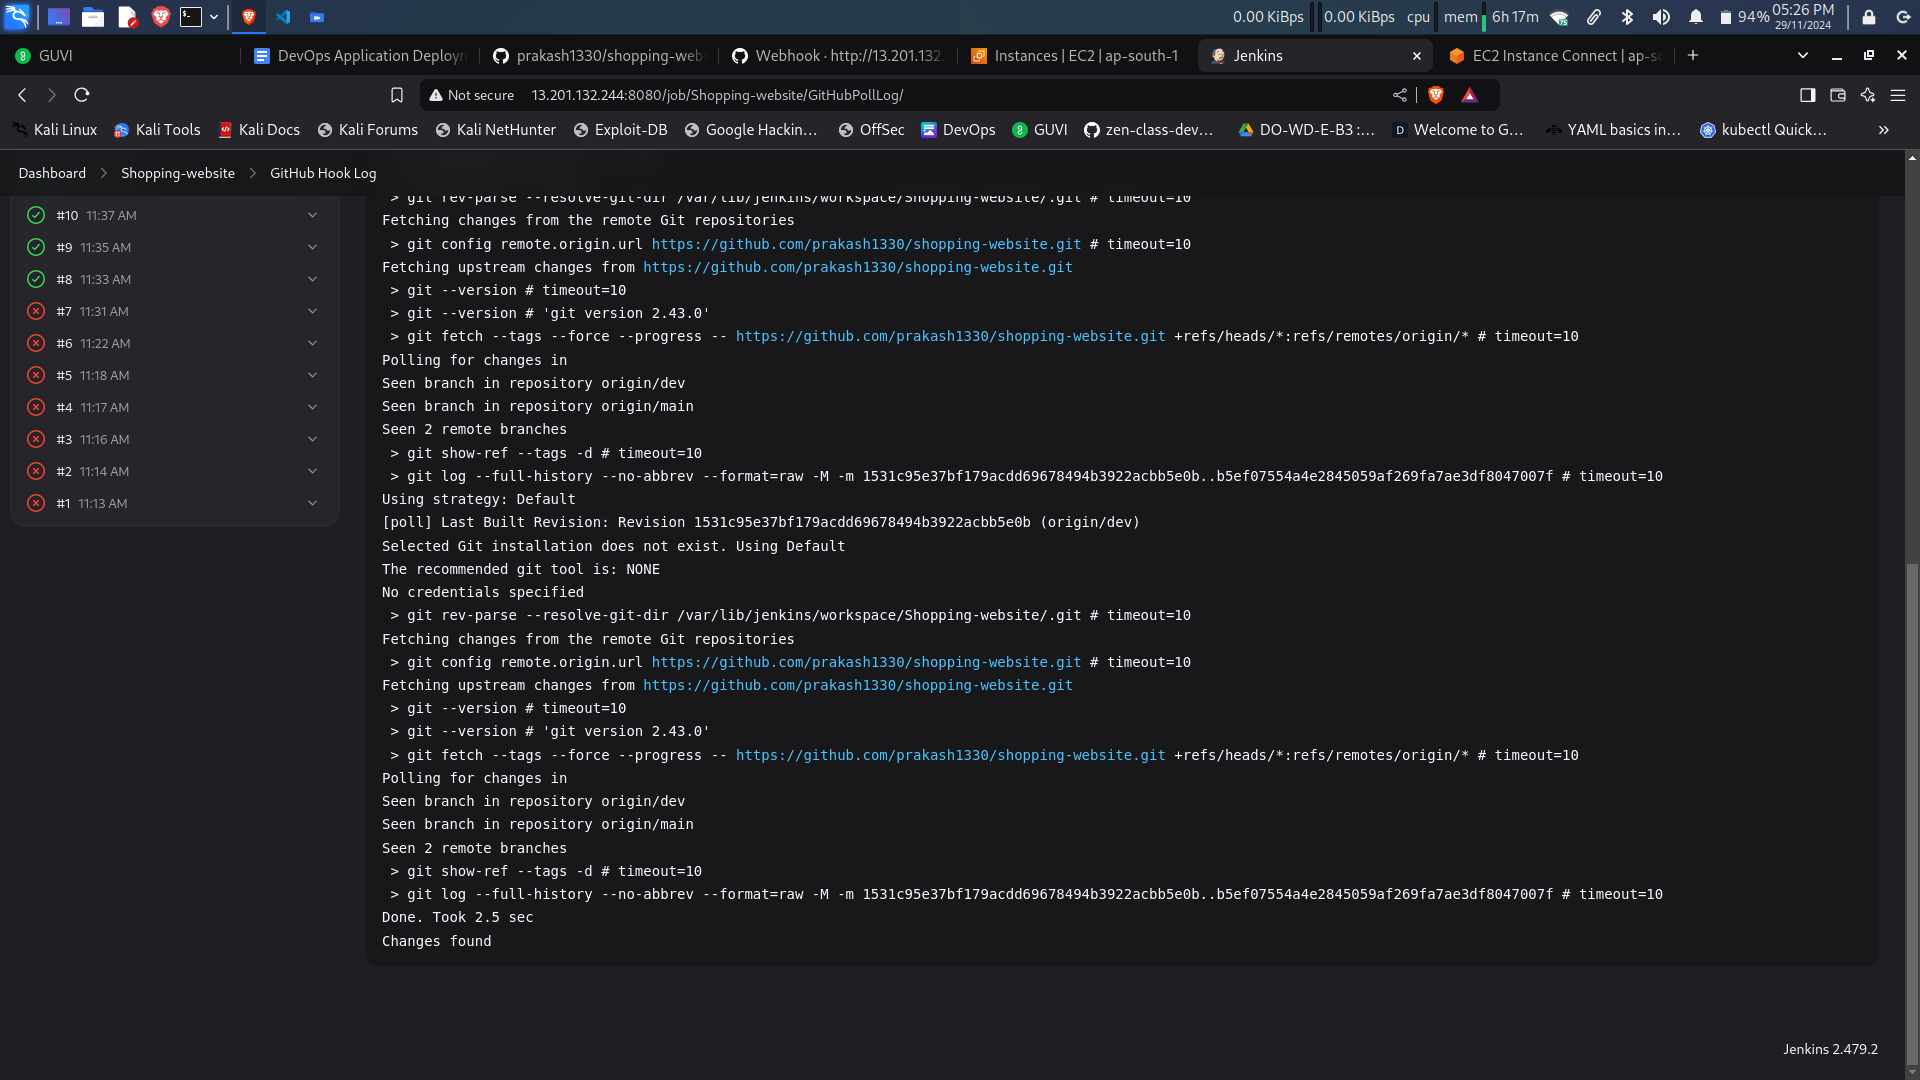 0.00 KiBps 0.00 KiBps cpu mem 6h 17m 94% 05:26 PM
29/11/2024
GUVI
DevOps Application Deploym
prakash1330/shopping-webs
Webhook · http://13.201.132.
Instances | EC2 | ap-south-1
Jenkins
EC2 Instance Connect | ap-so
Not secure 13.201.132.244:8080/job/Shopping-website/GitHubPollLog/
Kali Linux Kali Tools Kali Docs Kali Forums Kali NetHunter Exploit-DB Google Hackin... OffSec DevOps GUVI zen-class-dev... DO-WD-E-B3 :... Welcome to G... YAML basics in... kubectl Quick... »
Dashboard > Shopping-website > GitHub Hook Log
#10 11:37 AM
#9 11:35 AM
#8 11:33 AM
#7 11:31 AM
#6 11:22 AM
#5 11:18 AM
#4 11:17 AM
#3 11:16 AM
#2 11:14 AM
#1 11:13 AM
> git rev-parse --resolve-git-dir /var/lib/jenkins/workspace/Shopping-website/.git # timeout=10
Fetching changes from the remote Git repositories
> git config remote.origin.url https://github.com/prakash1330/shopping-website.git # timeout=10
Fetching upstream changes from https://github.com/prakash1330/shopping-website.git
> git --version # timeout=10
> git --version # 'git version 2.43.0'
> git fetch --tags --force --progress -- https://github.com/prakash1330/shopping-website.git +refs/heads/*:refs/remotes/origin/* # timeout=10
Polling for changes in
Seen branch in repository origin/dev
Seen branch in repository origin/main
Seen 2 remote branches
> git show-ref --tags -d # timeout=10
> git log --full-history --no-abbrev --format=raw -M -m 1531c95e37bf179acdd69678494b3922acbb5e0b..b5ef07554a4e2845059af269fa7ae3df8047007f # timeout=10
Using strategy: Default
[poll] Last Built Revision: Revision 1531c95e37bf179acdd69678494b3922acbb5e0b (origin/dev)
Selected Git installation does not exist. Using Default
The recommended git tool is: NONE
No credentials specified
> git rev-parse --resolve-git-dir /var/lib/jenkins/workspace/Shopping-website/.git # timeout=10
Fetching changes from the remote Git repositories
> git config remote.origin.url https://github.com/prakash1330/shopping-website.git # timeout=10
Fetching upstream changes from https://github.com/prakash1330/shopping-website.git
> git --version # timeout=10
> git --version # 'git version 2.43.0'
> git fetch --tags --force --progress -- https://github.com/prakash1330/shopping-website.git +refs/heads/*:refs/remotes/origin/* # timeout=10
Polling for changes in
Seen branch in repository origin/dev
Seen branch in repository origin/main
Seen 2 remote branches
> git show-ref --tags -d # timeout=10
> git log --full-history --no-abbrev --format=raw -M -m 1531c95e37bf179acdd69678494b3922acbb5e0b..b5ef07554a4e2845059af269fa7ae3df8047007f # timeout=10
Done. Took 2.5 sec
Changes found
Jenkins 2.479.2